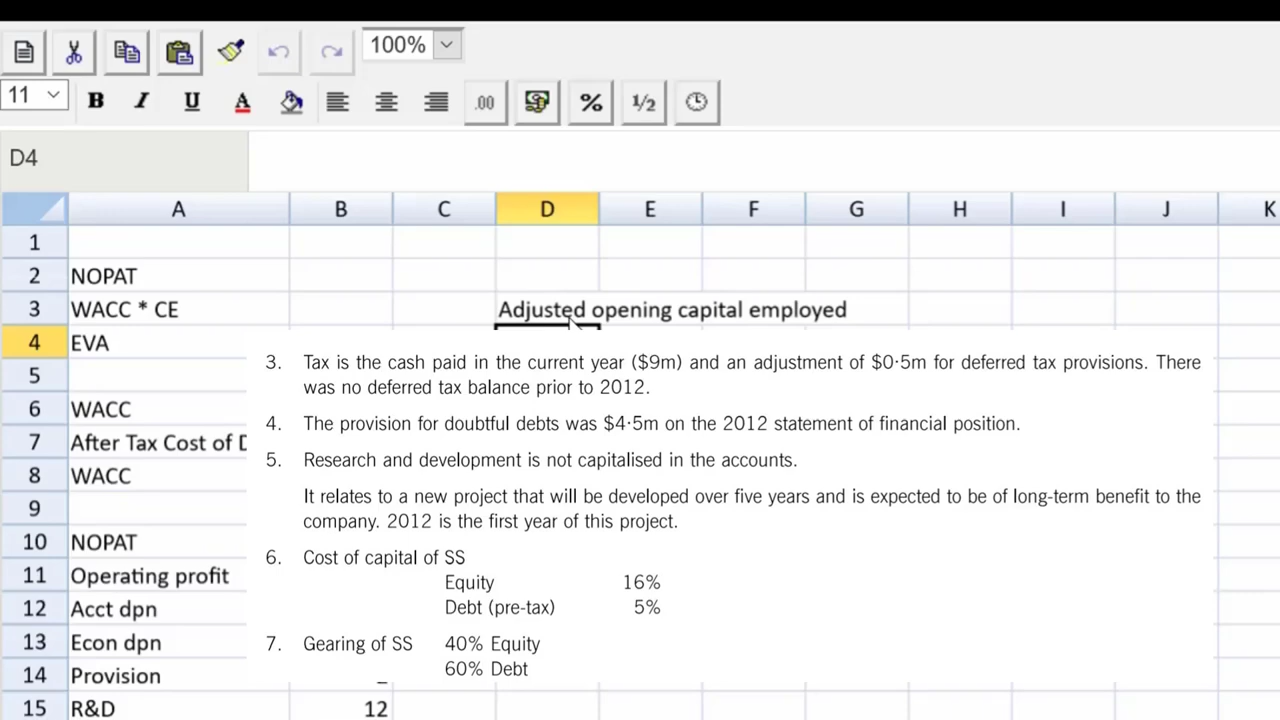 100%
11 B I U A .00 % 1/2
D4
A B C D E F G H I J K
1
2 NOPAT
3 WACC * CE Adjusted opening capital employed
4 EVA
3. Tax is the cash paid in the current year ($9m) and an adjustment of $0·5m for deferred tax provisions. There
was no deferred tax balance prior to 2012.
5
6 WACC
4. The provision for doubtful debts was $4·5m on the 2012 statement of financial position.
7 After Tax Cost of D
5. Research and development is not capitalised in the accounts.
8 WACC
It relates to a new project that will be developed over five years and is expected to be of long-term benefit to the
company. 2012 is the first year of this project.
9
10 NOPAT
6. Cost of capital of SS
11 Operating profit
Equity 16%
12 Acct dpn
Debt (pre-tax) 5%
13 Econ dpn
7. Gearing of SS 40% Equity
60% Debt
14 Provision
15 R&D 12